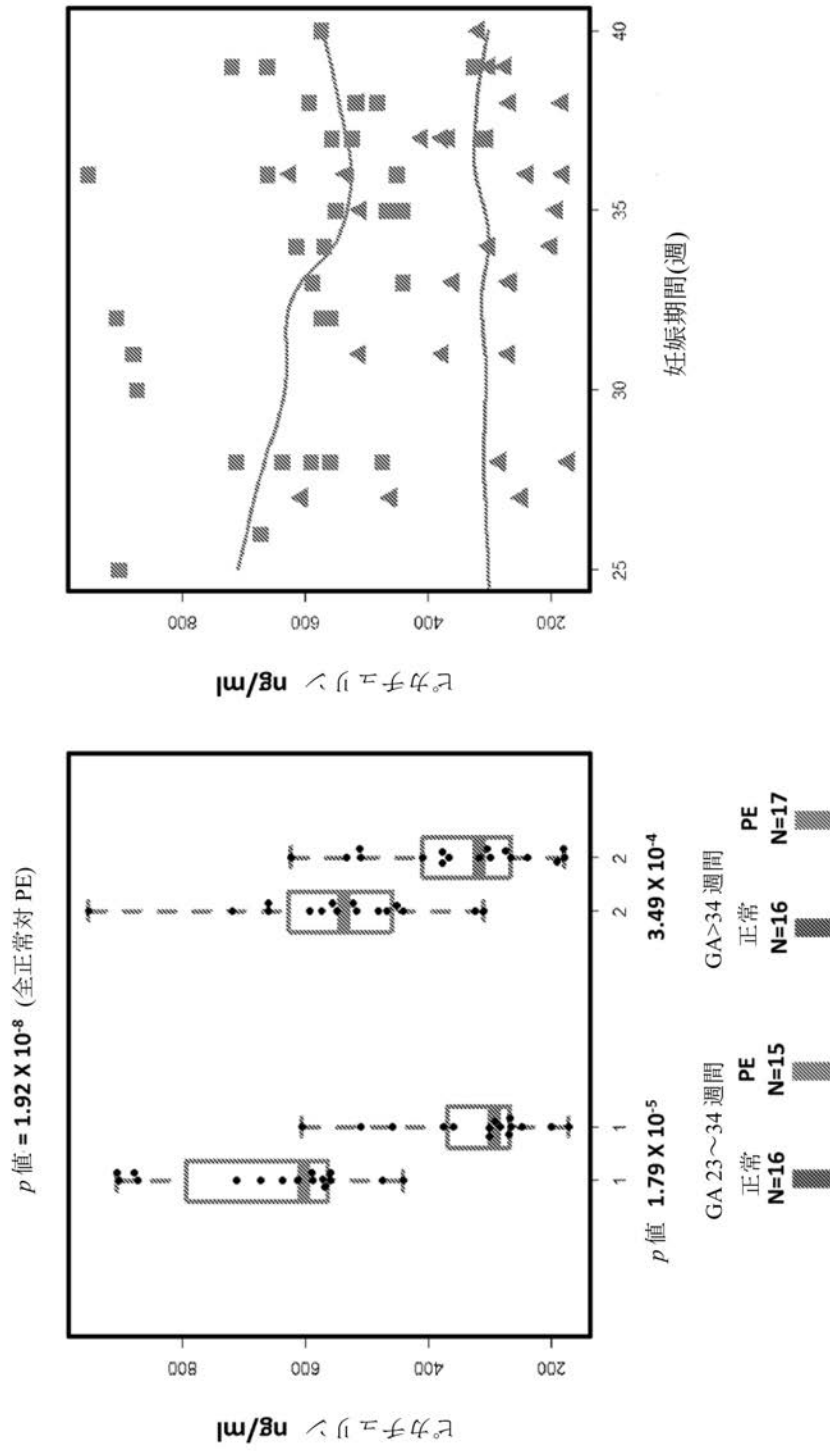 p値 = 1.92 X 10⁻⁸ (全正常対 PE)
ピカチュリン ng/ml
800
600
400
200
1 1 2 2
p値 1.79 X 10⁻⁵ 3.49 X 10⁻⁴
GA 23～34 週間 GA>34 週間
正常 PE 正常 PE
N=16 N=15 N=16 N=17
ピカチュリン ng/ml
800
600
400
200
25 30 35 40
妊娠期間(週)